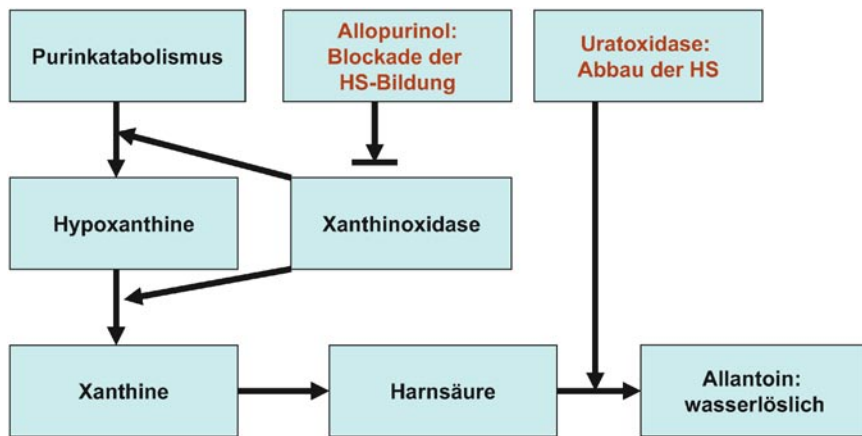 Purinkatabolismus
Allopurinol:
Blockade der
HS-Bildung
Uratoxidase:
Abbau der HS
Hypoxanthine
Xanthinoxidase
Xanthine
Harnsäure
Allantoin:
wasserlöslich